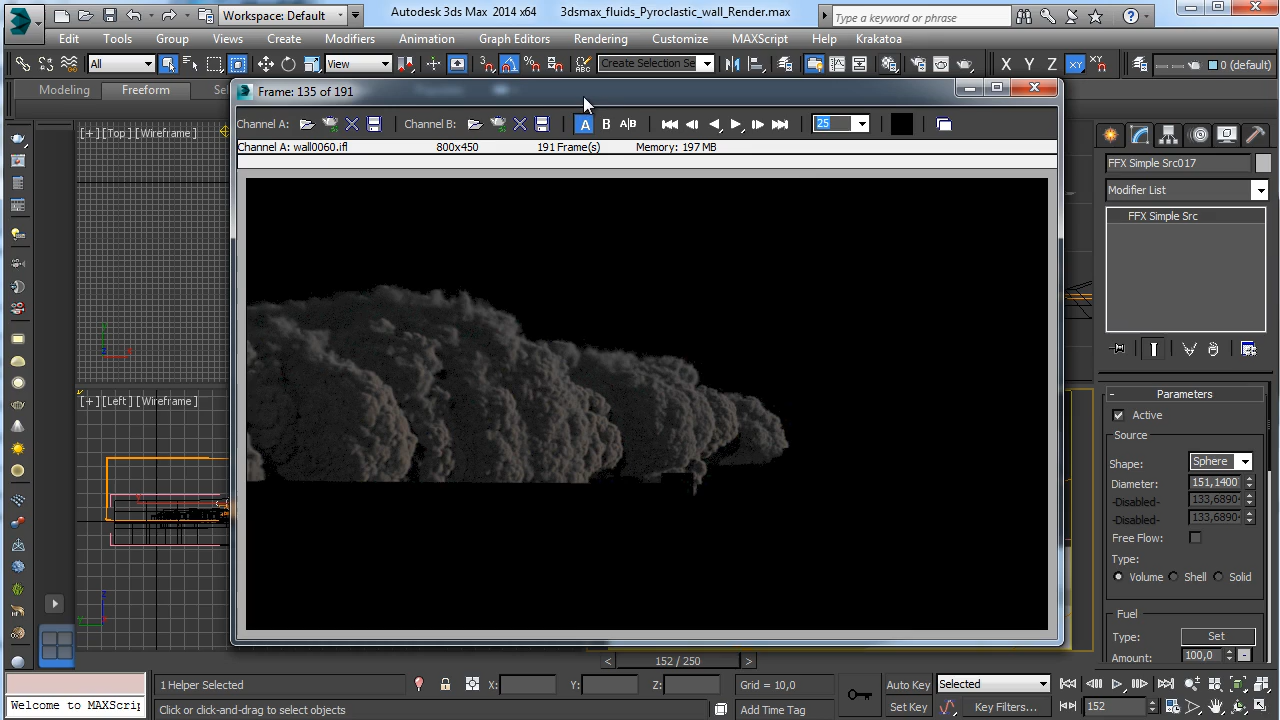 Workspace: Default
Autodesk 3ds Max 2014 x64
3dsmax_fluids_Pyroclastic_wall_Render.max
Type a keyword or phrase
Edit Tools Group Views Create Modifiers Animation Graph Editors Rendering Customize MAXScript Help Krakatoa
All
View
Create Selection Se
X Y Z XY
0 (default)
Modeling Freeform Se
Frame: 135 of 191
Channel A:
Channel B:
A B A|B
25
Channel A: wall0060.ifl 800x450 191 Frame(s) Memory: 197 MB
[+] [Top] [Wireframe]
[+] [Left] [Wireframe]
FFX Simple Src017
Modifier List
FFX Simple Src
- Parameters
Active
Source
Shape: Sphere
Diameter: 151,1400
-Disabled- 133,6890
-Disabled- 133,6890
Free Flow:
Type:
Volume Shell Solid
Fuel
Type: Set
Amount: 100,0 -
< 152 / 250 >
1 Helper Selected
X: Y: Z:
Grid = 10,0
Auto Key
Selected
Welcome to MAXScrip
Click or click-and-drag to select objects
Add Time Tag
Set Key
Key Filters...
152